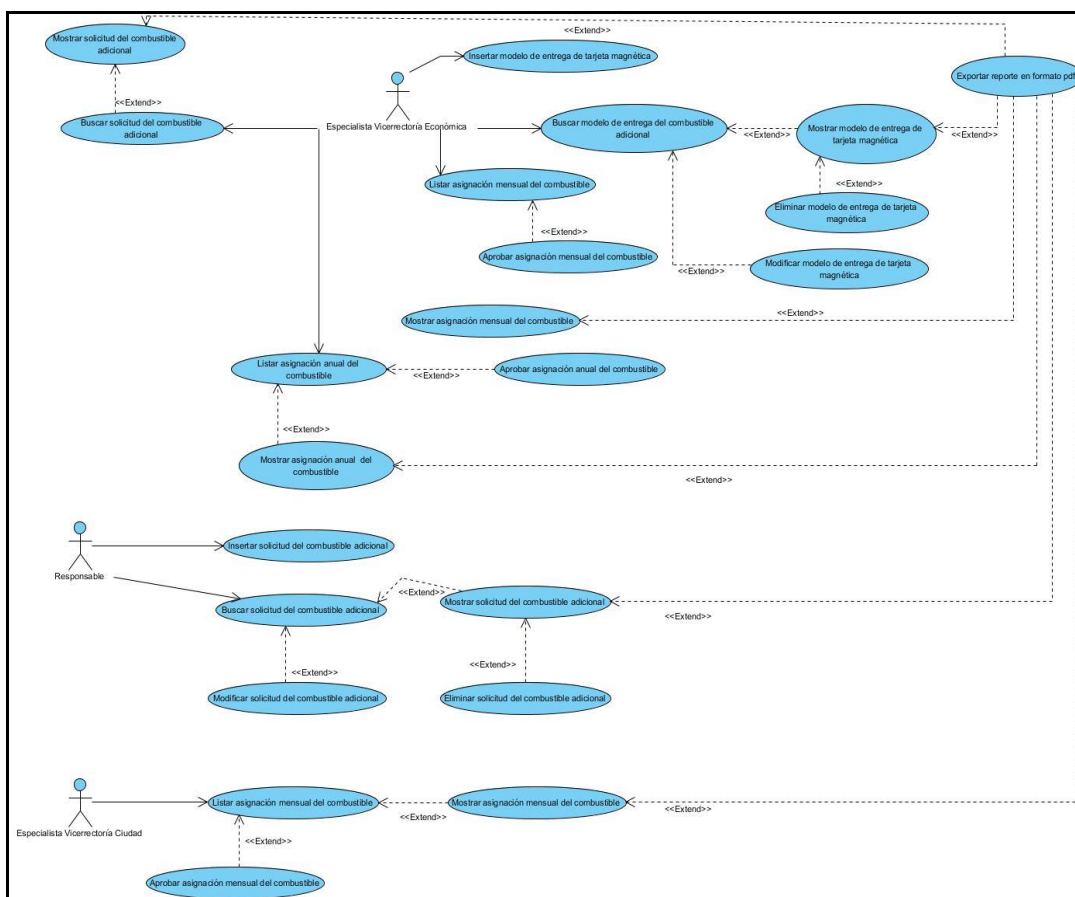 <<Extend>>
Mostrar solicitud del combustible
adicional
Insertar modelo de entrega de tarjeta magnética
Exportar reporte en formato pdf
<<Extend>>
Buscar solicitud del combustible
adicional
Especialista Vicerrectoría Económica
Buscar modelo de entrega del combustible
adicional
<<Extend>>
Mostrar modelo de entrega de
tarjeta magnética
<<Extend>>
Listar asignación mensual del combustible
<<Extend>>
Eliminar modelo de entrega de tarjeta
magnética
<<Extend>>
Aprobar asignación mensual del combustible
<<Extend>>
Modificar modelo de entrega de tarjeta
magnética
Mostrar asignación mensual del combustible
<<Extend>>
Listar asignación anual del
combustible
<<Extend>>
Aprobar asignación anual del combustible
<<Extend>>
Mostrar asignación anual del
combustible
<<Extend>>
Insertar solicitud del combustible adicional
Responsable
Buscar solicitud del combustible adicional
<<Extend>>
Mostrar solicitud del combustible adicional
<<Extend>>
<<Extend>>
<<Extend>>
Modificar solicitud del combustible adicional
Eliminar solicitud del combustible adicional
Especialista Vicerrectoría Ciudad
Listar asignación mensual del combustible
<<Extend>>
Mostrar asignación mensual del combustible
<<Extend>>
<<Extend>>
Aprobar asignación mensual del combustible